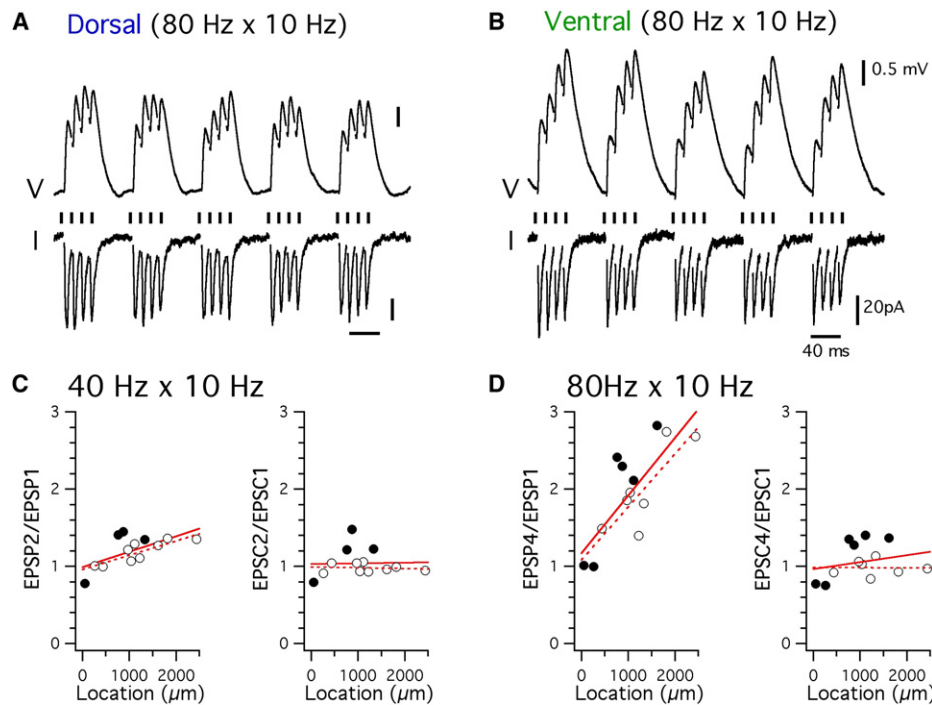 A Dorsal (80 Hz x 10 Hz)
B Ventral (80 Hz x 10 Hz)
0.5 mV
V
V
I
I
20pA
40 ms
C 40 Hz x 10 Hz
D 80Hz x 10 Hz
3
2
1
0
EPSP2/EPSP1
0 1000 2000
Location (µm)
3
2
1
0
EPSC2/EPSC1
0 1000 2000
Location (µm)
3
2
1
0
EPSP4/EPSP1
0 1000 2000
Location (µm)
3
2
1
0
EPSC4/EPSC1
0 1000 2000
Location (µm)